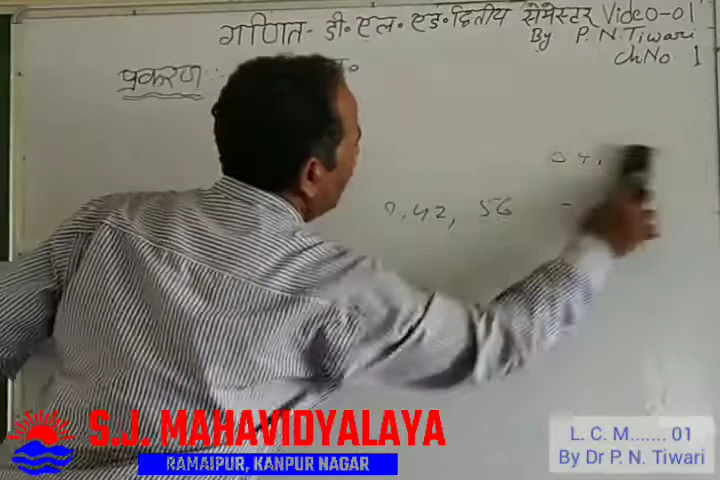 गणित- डी॰एल॰एड॰द्वितीय सेमेस्टर Video-01
By P. N. Tiwari
Ch.No. 1
प्रकरण :-
42, 56
S.J. MAHAVIDYALAYA
RAMAIPUR, KANPUR NAGAR
L. C. M....... 01
By Dr P. N. Tiwari